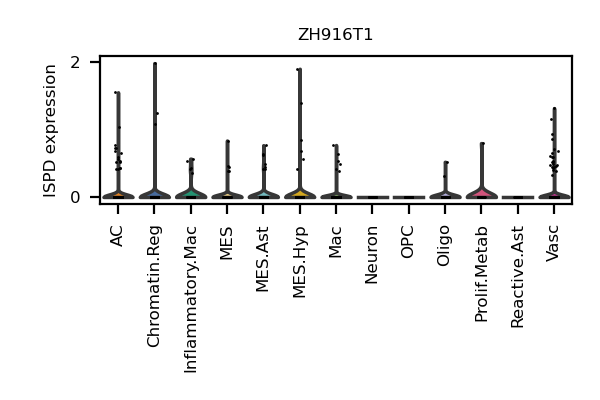 ZH916T1
ISPD expression
2
0
AC
Chromatin.Reg
Inflammatory.Mac
MES
MES.Ast
MES.Hyp
Mac
Neuron
OPC
Oligo
Prolif.Metab
Reactive.Ast
Vasc